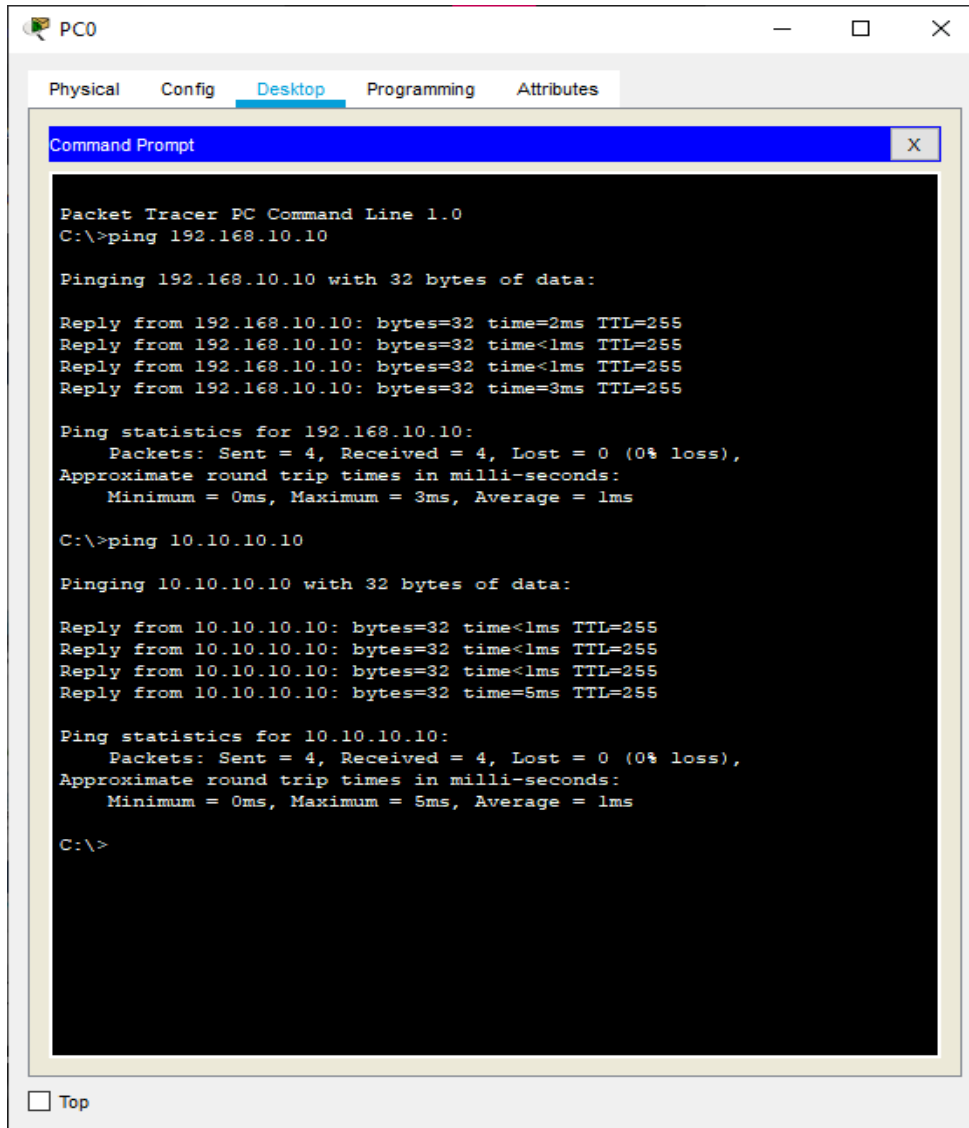 PC0
Physical Config Desktop Programming Attributes
Command Prompt X
Packet Tracer PC Command Line 1.0
C:\>ping 192.168.10.10
Pinging 192.168.10.10 with 32 bytes of data:
Reply from 192.168.10.10: bytes=32 time=2ms TTL=255
Reply from 192.168.10.10: bytes=32 time<1ms TTL=255
Reply from 192.168.10.10: bytes=32 time<1ms TTL=255
Reply from 192.168.10.10: bytes=32 time=3ms TTL=255
Ping statistics for 192.168.10.10:
    Packets: Sent = 4, Received = 4, Lost = 0 (0% loss),
Approximate round trip times in milli-seconds:
    Minimum = 0ms, Maximum = 3ms, Average = 1ms
C:\>ping 10.10.10.10
Pinging 10.10.10.10 with 32 bytes of data:
Reply from 10.10.10.10: bytes=32 time<1ms TTL=255
Reply from 10.10.10.10: bytes=32 time<1ms TTL=255
Reply from 10.10.10.10: bytes=32 time<1ms TTL=255
Reply from 10.10.10.10: bytes=32 time=5ms TTL=255
Ping statistics for 10.10.10.10:
    Packets: Sent = 4, Received = 4, Lost = 0 (0% loss),
Approximate round trip times in milli-seconds:
    Minimum = 0ms, Maximum = 5ms, Average = 1ms
C:\>
Top